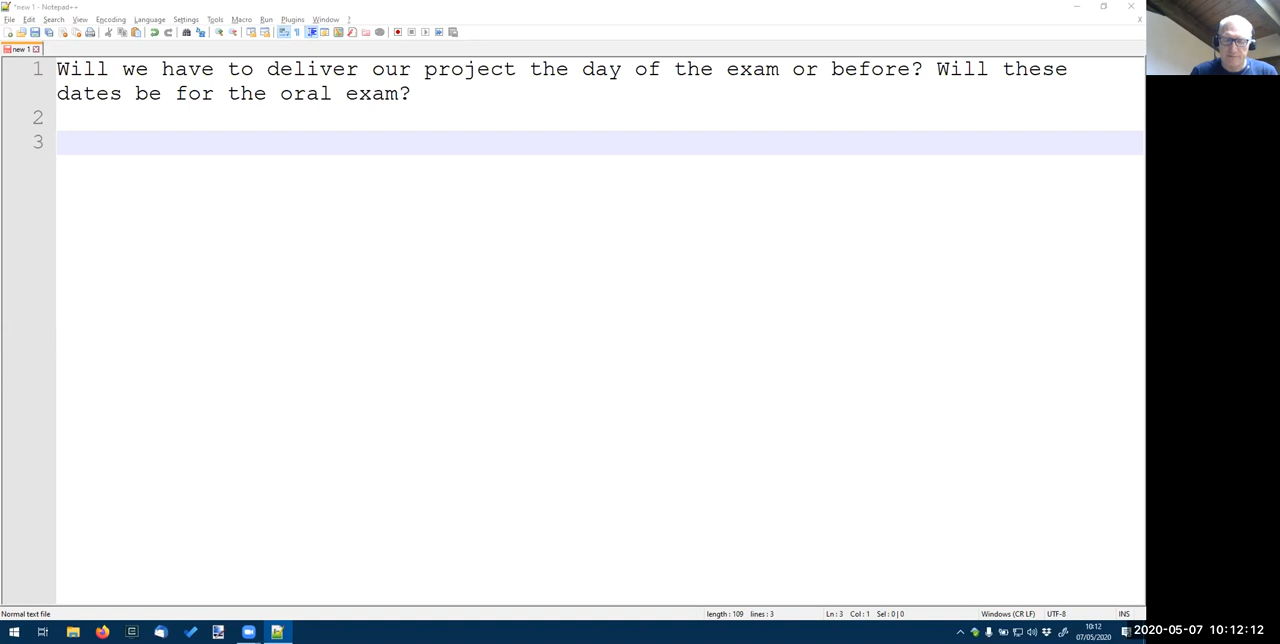 *new 1 - Notepad++
File Edit Search View Encoding Language Settings Tools Macro Run Plugins Window ?
X
new 1
1 Will we have to deliver our project the day of the exam or before? Will these
dates be for the oral exam?
2
3
Normal text file length : 109 lines : 3 Ln : 3 Col : 1 Sel : 0 | 0 Windows (CR LF) UTF-8 INS
10:12
07/05/2020
2020-05-07 10:12:12